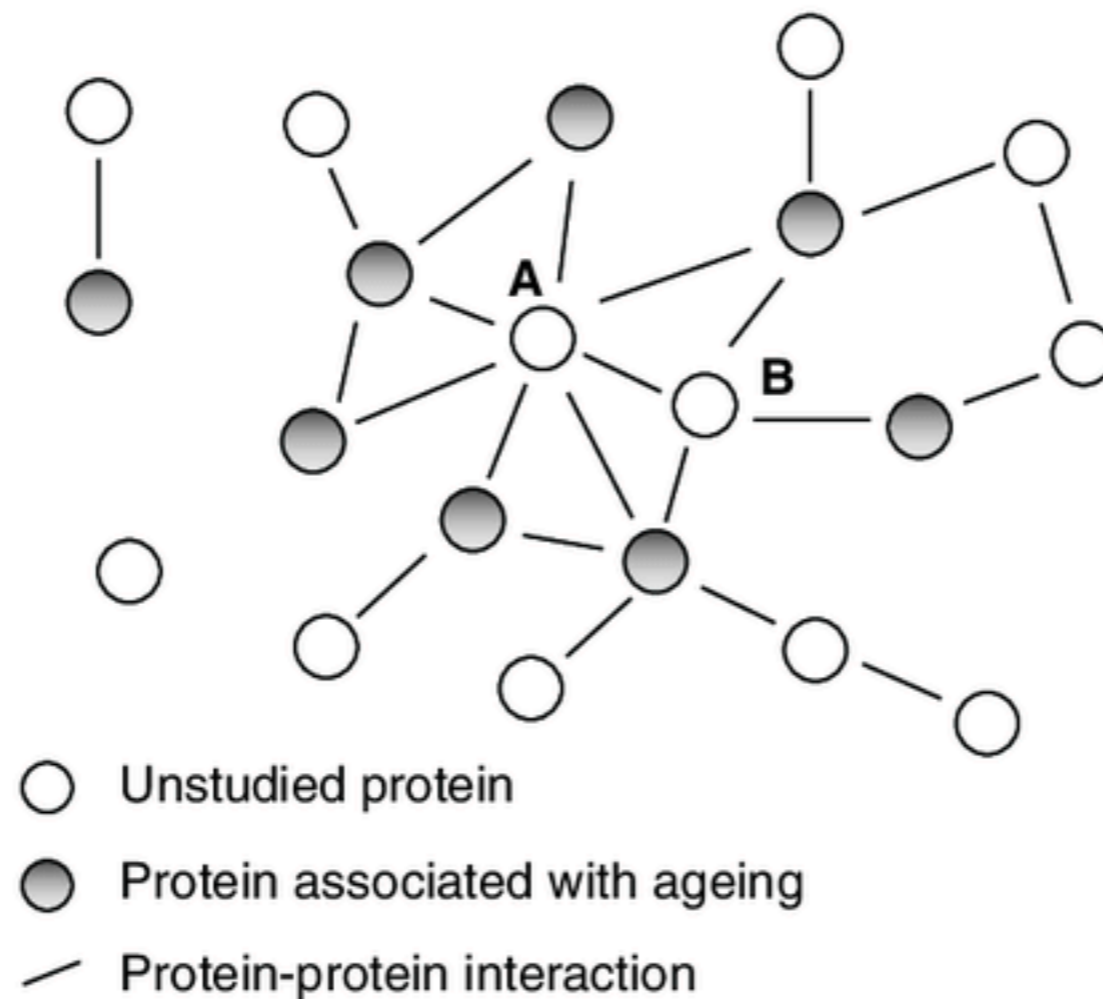 A
B
Unstudied protein
Protein associated with ageing
Protein-protein interaction